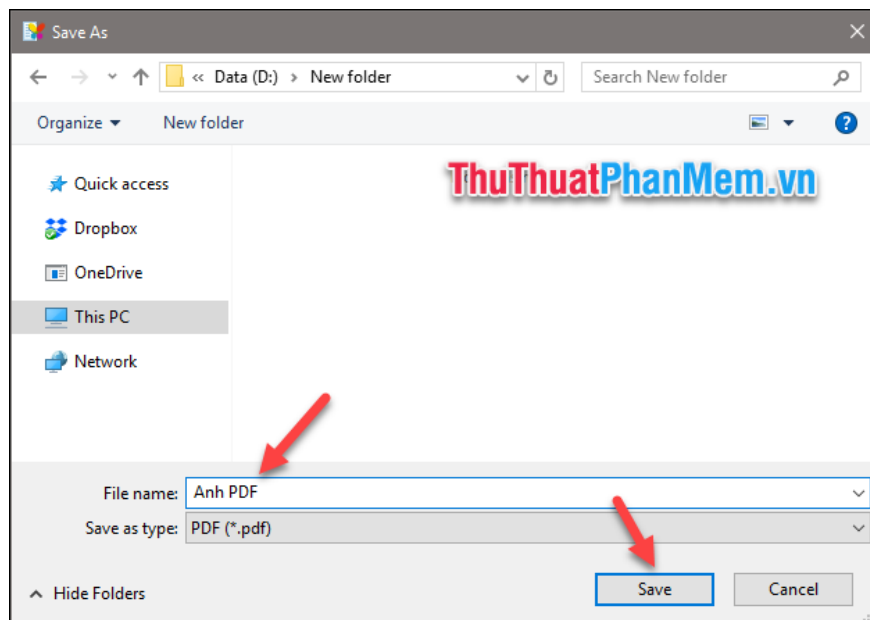 Save As
« Data (D:) › New folder
Search New folder
Organize
New folder
ThuThuatPhanMem.vn
Quick access
Dropbox
OneDrive
This PC
Network
File name: Anh PDF
Save as type: PDF (*.pdf)
Hide Folders
Save
Cancel